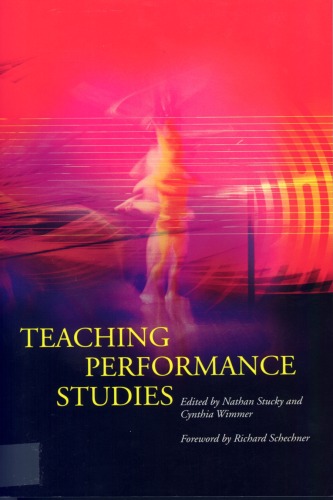 TEACHING
PERFORMANCE
STUDIES
Edited by Nathan Stucky and
Cynthia Wimmer
Foreword by Richard Schechner